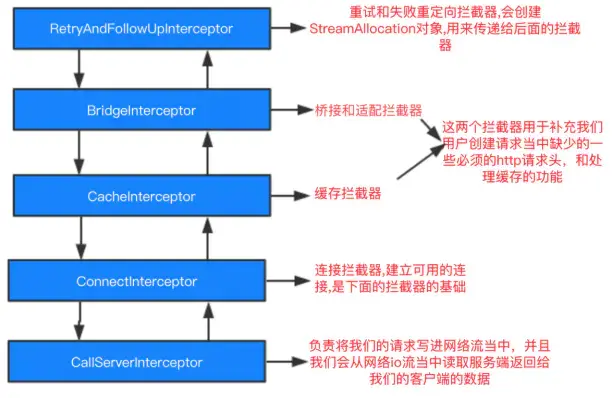 RetryAndFollowUpInterceptor
重试和失败重定向拦截器,会创建
StreamAllocation对象,用来传递给后面的拦截
器
BridgeInterceptor
桥接和适配拦截器
这两个拦截器用于补充我们
用户创建请求当中缺少的一
些必须的http请求头，和处
理缓存的功能
CacheInterceptor
缓存拦截器
ConnectInterceptor
连接拦截器,建立可用的连
接,是下面的拦截器的基础
CallServerInterceptor
负责将我们的请求写进网络流当中，并且
我们会从网络io流当中读取服务端返回给
我们的客户端的数据